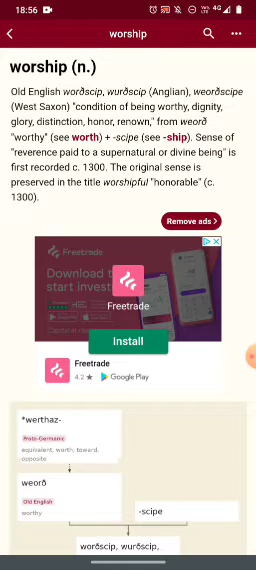 18:56
4G
worship
worship (n.)
Old English worðscip, wurðscip (Anglian), weorðscipe
(West Saxon) "condition of being worthy, dignity,
glory, distinction, honor, renown," from weorð
"worthy" (see worth) + -scipe (see -ship). Sense of
"reverence paid to a supernatural or divine being" is
first recorded c. 1300. The original sense is
preserved in the title worshipful "honorable" (c.
1300).
Remove ads
Freetrade
Download
start invest
Freetrade
Install
Freetrade
4.2 ★ Google Play
*werthaz-
Proto-Germanic
equivalent, worth; toward,
opposite
weorð
Old English
worthy
-scipe
worðscip, wurðscip,